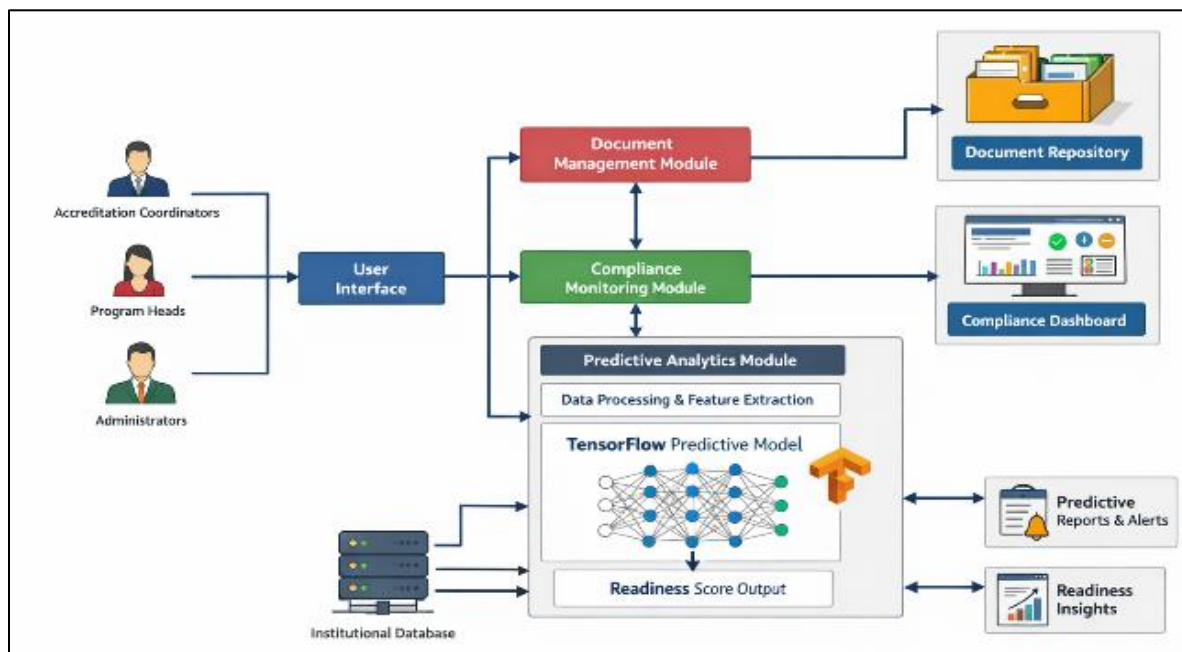 Document
Management Module
Document Repository
Accreditation Coordinators
User
Interface
Compliance
Monitoring Module
Compliance Dashboard
Program Heads
Administrators
Predictive Analytics Module
Data Processing & Feature Extraction
TensorFlow Predictive Model
Predictive
Reports & Alerts
Readiness Score Output
Readiness
Insights
Institutional Database